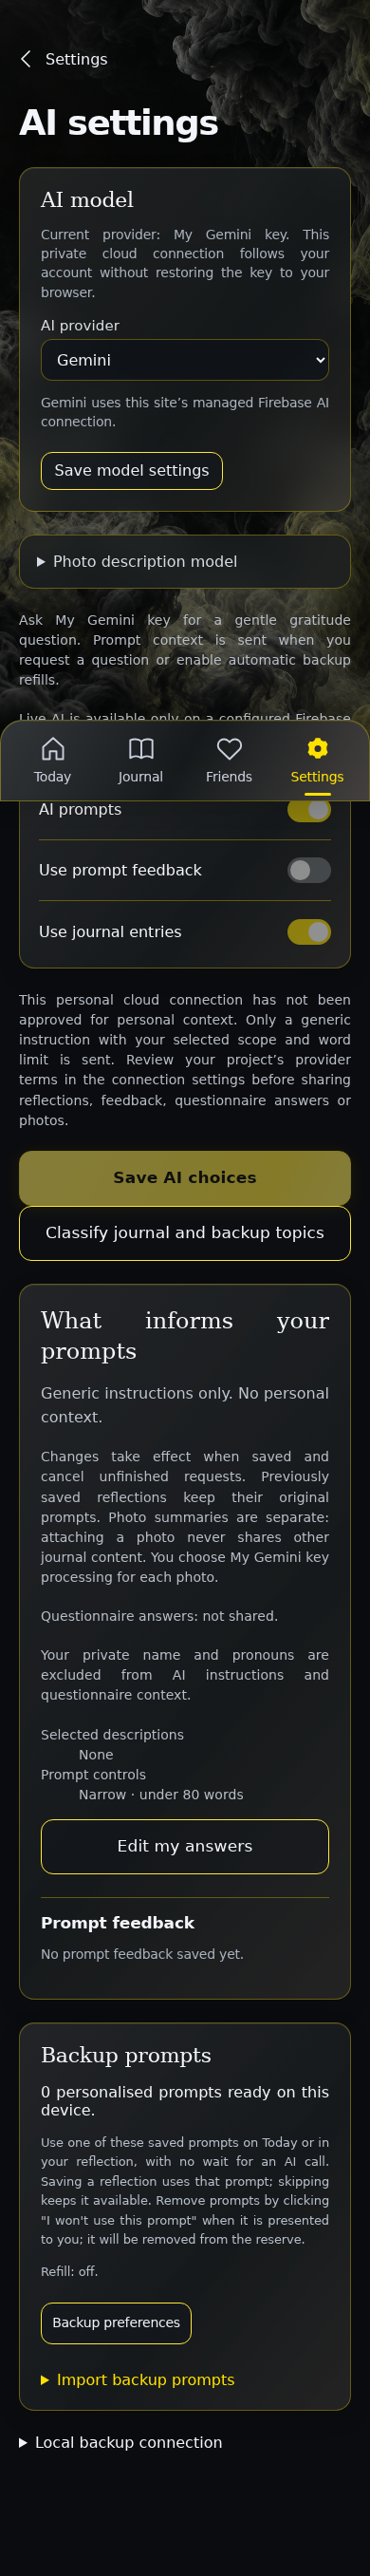 Settings
AI settings
AI model
Current provider: My Gemini key. This
private cloud connection follows your
account without restoring the key to your
browser.
AI provider
Gemini
Gemini uses this site’s managed Firebase AI
connection.
Save model settings
Photo description model
Ask My Gemini key for a gentle gratitude
question. Prompt context is sent when you
request a question or enable automatic backup
refills.
Live AI is available only on a configured Firebase
Today
Journal
Friends
Settings
AI prompts
Use prompt feedback
Use journal entries
This personal cloud connection has not been
approved for personal context. Only a generic
instruction with your selected scope and word
limit is sent. Review your project’s provider
terms in the connection settings before sharing
reflections, feedback, questionnaire answers or
photos.
Save AI choices
Classify journal and backup topics
What informs your
prompts
Generic instructions only. No personal
context.
Changes take effect when saved and
cancel unfinished requests. Previously
saved reflections keep their original
prompts. Photo summaries are separate:
attaching a photo never shares other
journal content. You choose My Gemini key
processing for each photo.
Questionnaire answers: not shared.
Your private name and pronouns are
excluded from AI instructions and
questionnaire context.
Selected descriptions
None
Prompt controls
Narrow · under 80 words
Edit my answers
Prompt feedback
No prompt feedback saved yet.
Backup prompts
0 personalised prompts ready on this
device.
Use one of these saved prompts on Today or in
your reflection, with no wait for an AI call.
Saving a reflection uses that prompt; skipping
keeps it available. Remove prompts by clicking
"I won't use this prompt" when it is presented
to you; it will be removed from the reserve.
Refill: off.
Backup preferences
Import backup prompts
Local backup connection